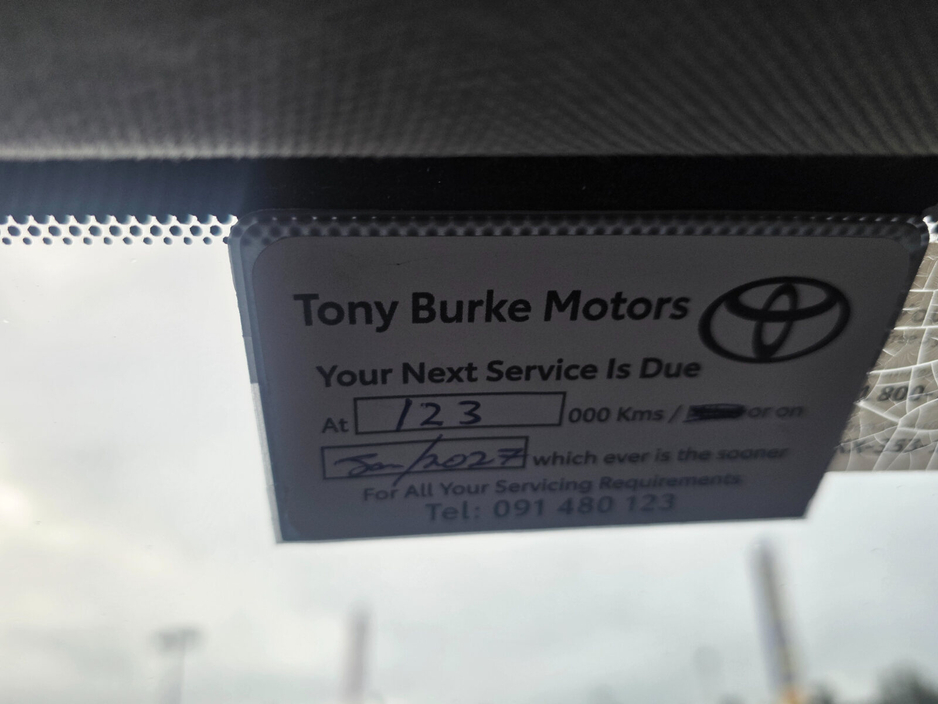 Tony Burke Motors
Your Next Service Is Due
At 123 000 Kms / or on
Jan/2027 which ever is the sooner
For All Your Servicing Requirements
Tel: 091 480 123
800-